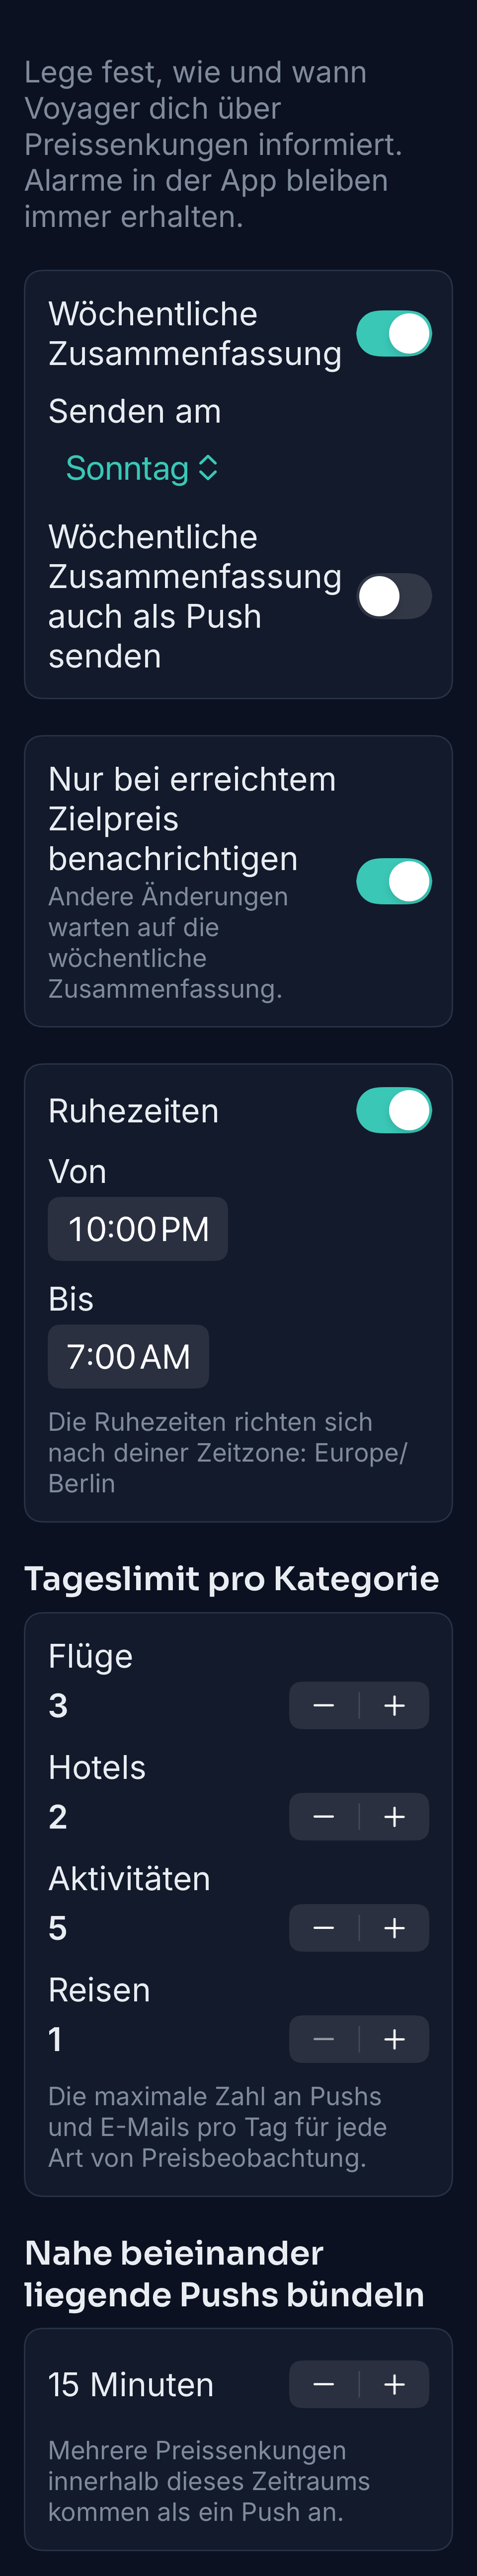 Lege fest, wie und wann
Voyager dich über
Preissenkungen informiert.
Alarme in der App bleiben
immer erhalten.
Wöchentliche
Zusammenfassung
Senden am
Sonntag
Wöchentliche
Zusammenfassung
auch als Push
senden
Nur bei erreichtem
Zielpreis
benachrichtigen
Andere Änderungen
warten auf die
wöchentliche
Zusammenfassung.
Ruhezeiten
Von
10:00 PM
Bis
7:00 AM
Die Ruhezeiten richten sich
nach deiner Zeitzone: Europe/
Berlin
Tageslimit pro Kategorie
Flüge
3
Hotels
2
Aktivitäten
5
Reisen
1
Die maximale Zahl an Pushs
und E-Mails pro Tag für jede
Art von Preisbeobachtung.
Nahe beieinander
liegende Pushs bündeln
15 Minuten
Mehrere Preissenkungen
innerhalb dieses Zeitraums
kommen als ein Push an.